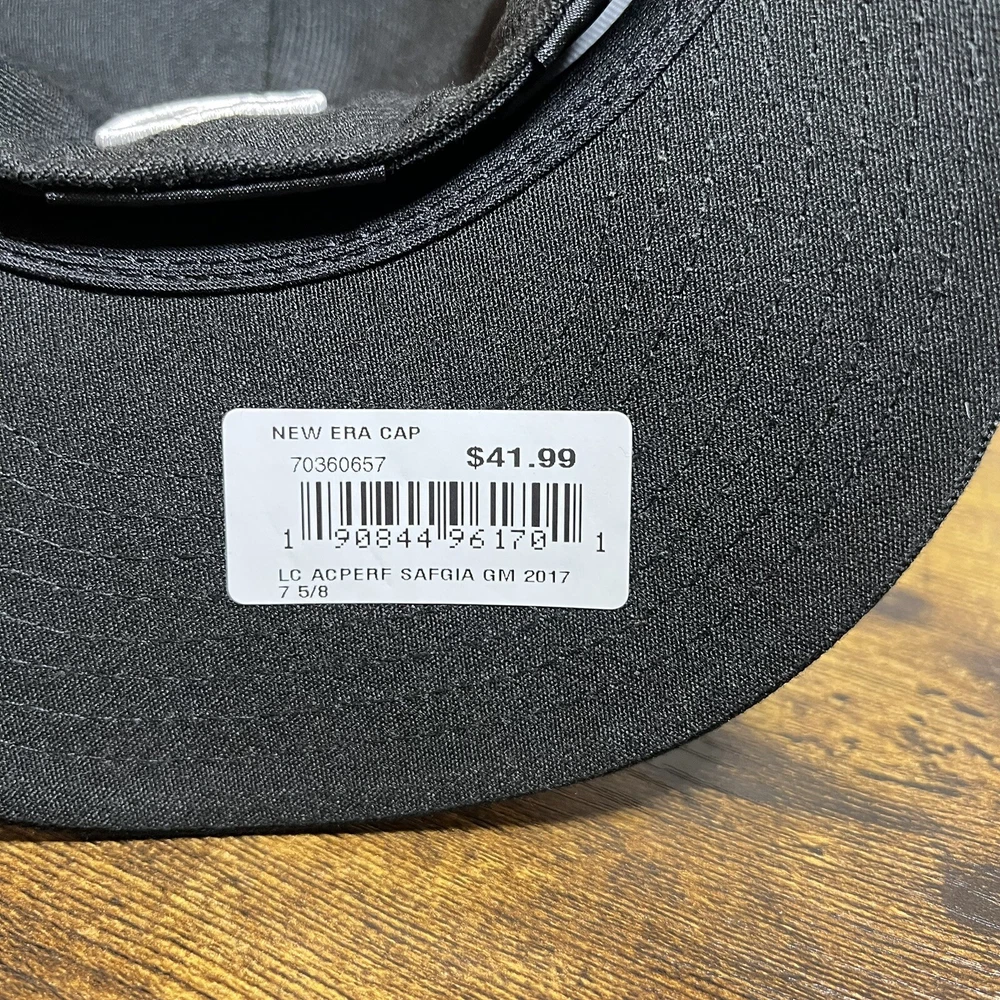 NEW ERA CAP
70360657 $41.99
1 90844 96170 1
LC ACPERF SAFGIA GM 2017
7 5/8